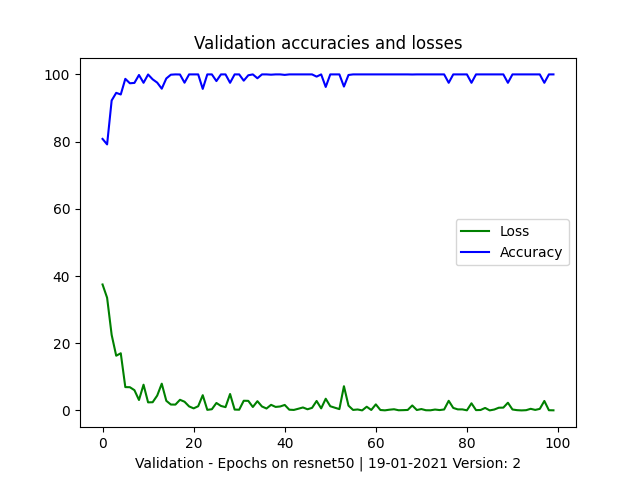 Validation accuracies and losses
100
80
60
40
20
0
Loss
Accuracy
0 20 40 60 80 100
Validation - Epochs on resnet50 | 19-01-2021 Version: 2